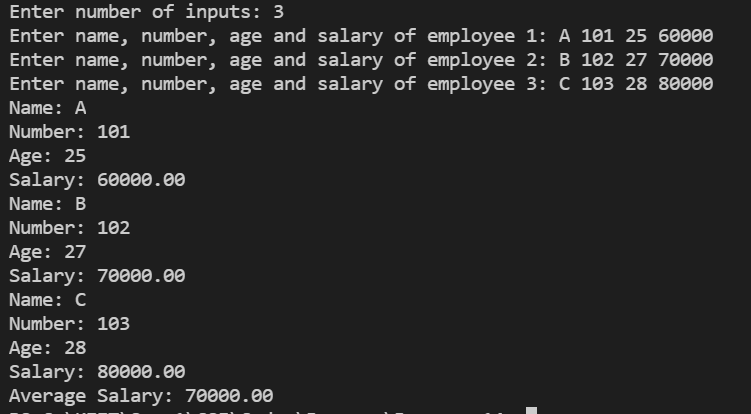 Enter number of inputs: 3
Enter name, number, age and salary of employee 1: A 101 25 60000
Enter name, number, age and salary of employee 2: B 102 27 70000
Enter name, number, age and salary of employee 3: C 103 28 80000
Name: A
Number: 101
Age: 25
Salary: 60000.00
Name: B
Number: 102
Age: 27
Salary: 70000.00
Name: C
Number: 103
Age: 28
Salary: 80000.00
Average Salary: 70000.00